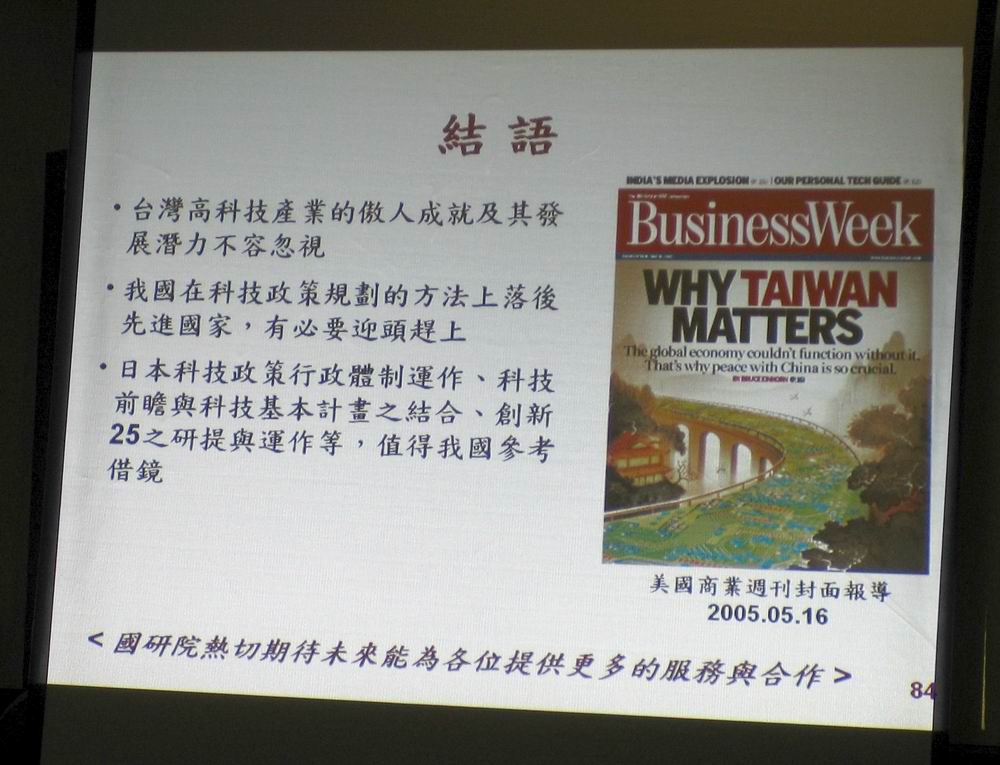 結語
• 台灣高科技產業的傲人成就及其發
展潛力不容忽視
• 我國在科技政策規劃的方法上落後
先進國家，有必要迎頭趕上
• 日本科技政策行政體制運作、科技
前瞻與科技基本計畫之結合、創新
25之研提與運作等，值得我國參考
借鏡
INDIA'S MEDIA EXPLOSION | OUR PERSONAL TECH GUIDE
BusinessWeek
WHY TAIWAN
MATTERS
The global economy couldn't function without it.
That's why peace with China is so crucial.
BY BRUCE EINHORN
美國商業週刊封面報導
2005.05.16
< 國研院熱切期待未來能為各位提供更多的服務與合作 >
84